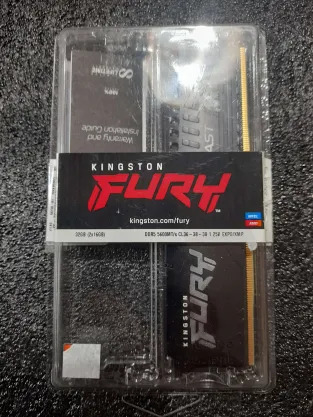 Warranty and
Installation Guide
KINGSTON
FURY
kingston.com/fury
32GB (2x16GB)
DDR5 5600MT/s CL36-38-38 1.25V EXPO/XMP
KINGSTON
FURY